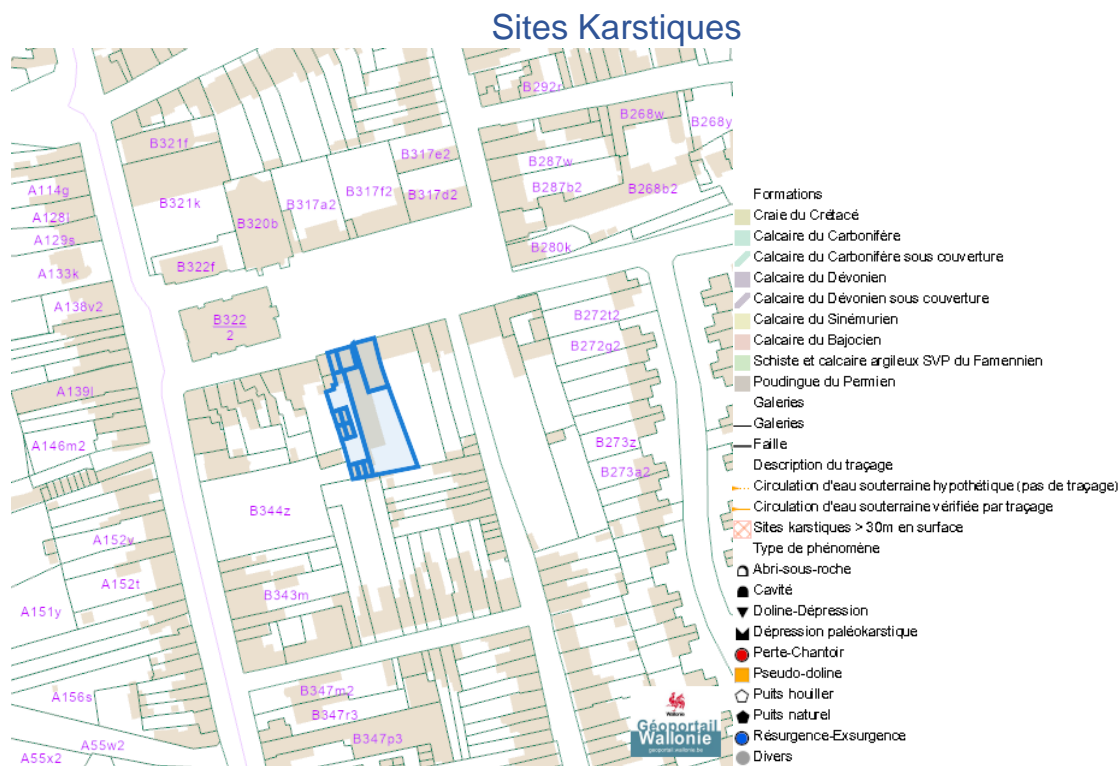 Sites Karstiques
B292r
B268w
B268y
B321f
B317e2
B287w
A114g
B317f2
B287b2
B268b2
B321k
B317a2
B317d2
A128i
B320b
A129s
B280k
A133k
B322f
A138v2
B322
2
B272t2
B272g2
A139l
A146m2
B273z
B273a2
B344z
A152v
A152t
B343m
A151y
B347m2
A156s
B347r3
B347p3
A55w2
A55x2
Wallonie
Géoportail
Wallonie
geoportail.wallonie.be
Formations
Craie du Crétacé
Calcaire du Carbonifère
Calcaire du Carbonifère sous couverture
Calcaire du Dévonien
Calcaire du Dévonien sous couverture
Calcaire du Sinémurien
Calcaire du Bajocien
Schiste et calcaire argileux SVP du Famennien
Poudingue du Permien
Galeries
Galeries
Faille
Description du traçage
Circulation d'eau souterraine hypothétique (pas de traçage)
Circulation d'eau souterraine vérifiée par traçage
Sites karstiques > 30m en surface
Type de phénomène
Abri-sous-roche
Cavité
Doline-Dépression
Dépression paléokarstique
Perte-Chantoir
Pseudo-doline
Puits houiller
Puits naturel
Résurgence-Exsurgence
Divers